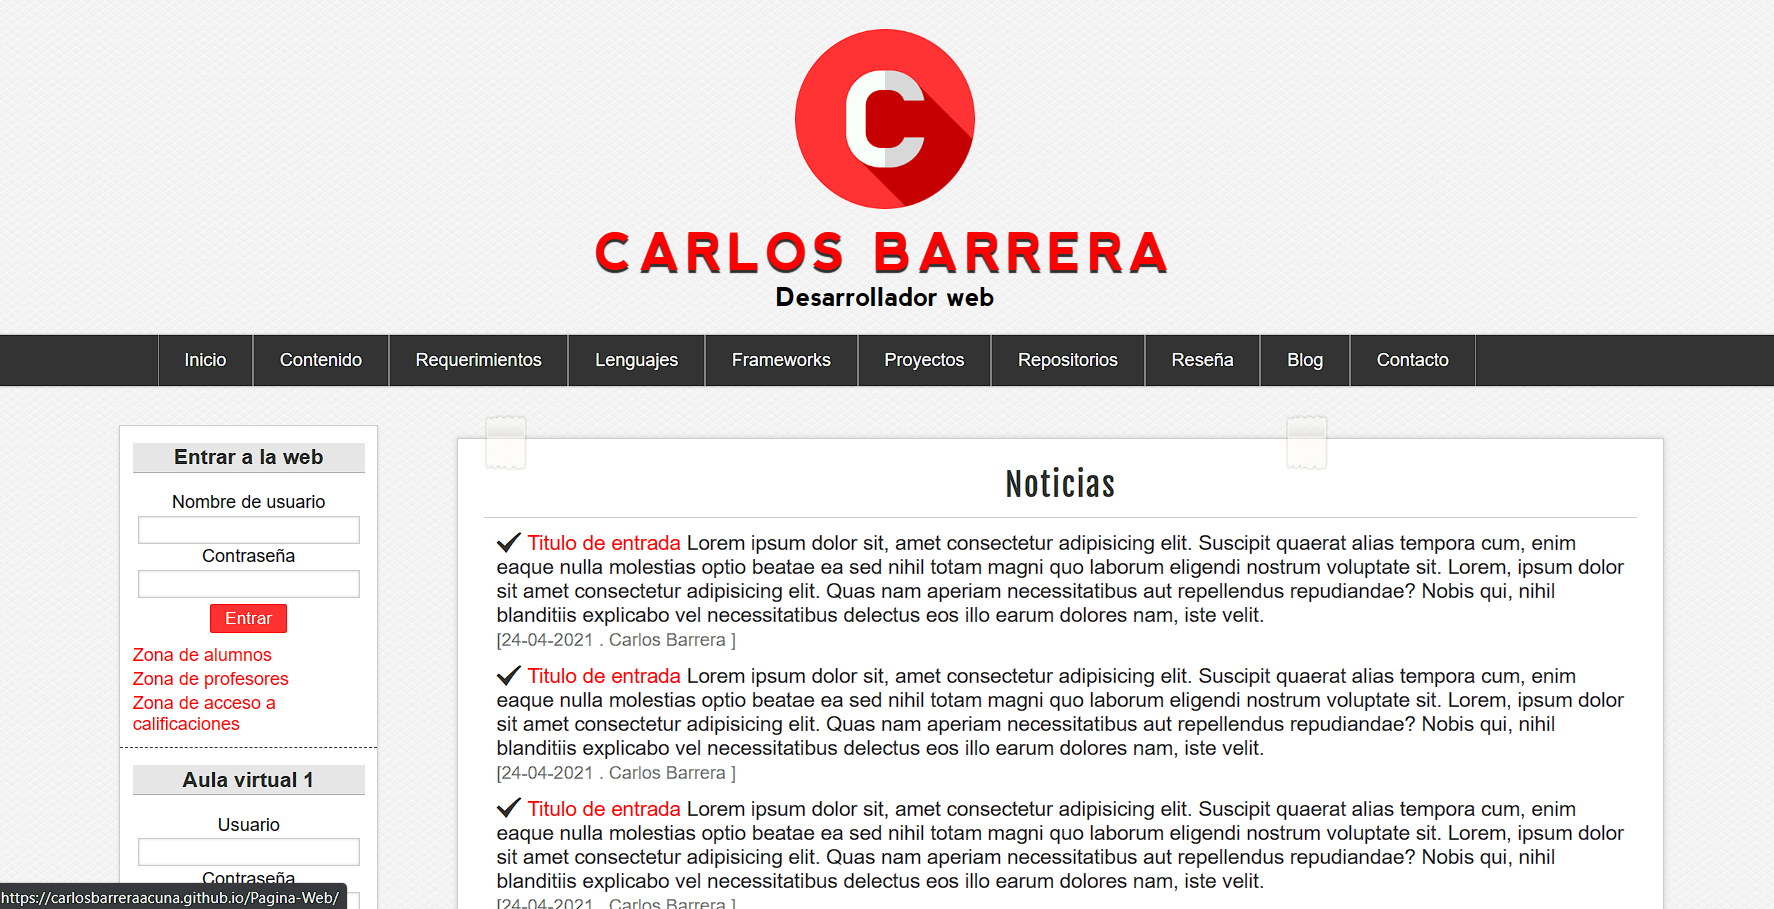 C
CARLOS BARRERA
Desarrollador web
Inicio Contenido Requerimientos Lenguajes Frameworks Proyectos Repositorios Reseña Blog Contacto
Entrar a la web
Nombre de usuario
Contraseña
Entrar
Zona de alumnos
Zona de profesores
Zona de acceso a
calificaciones
Aula virtual 1
Usuario
Contraseña
Noticias
Titulo de entrada Lorem ipsum dolor sit, amet consectetur adipisicing elit. Suscipit quaerat alias tempora cum, enim
eaque nulla molestias optio beatae ea sed nihil totam magni quo laborum eligendi nostrum voluptate sit. Lorem, ipsum dolor
sit amet consectetur adipisicing elit. Quas nam aperiam necessitatibus aut repellendus repudiandae? Nobis qui, nihil
blanditiis explicabo vel necessitatibus delectus eos illo earum dolores nam, iste velit.
[24-04-2021 . Carlos Barrera ]
Titulo de entrada Lorem ipsum dolor sit, amet consectetur adipisicing elit. Suscipit quaerat alias tempora cum, enim
eaque nulla molestias optio beatae ea sed nihil totam magni quo laborum eligendi nostrum voluptate sit. Lorem, ipsum dolor
sit amet consectetur adipisicing elit. Quas nam aperiam necessitatibus aut repellendus repudiandae? Nobis qui, nihil
blanditiis explicabo vel necessitatibus delectus eos illo earum dolores nam, iste velit.
[24-04-2021 . Carlos Barrera ]
Titulo de entrada Lorem ipsum dolor sit, amet consectetur adipisicing elit. Suscipit quaerat alias tempora cum, enim
eaque nulla molestias optio beatae ea sed nihil totam magni quo laborum eligendi nostrum voluptate sit. Lorem, ipsum dolor
sit amet consectetur adipisicing elit. Quas nam aperiam necessitatibus aut repellendus repudiandae? Nobis qui, nihil
blanditiis explicabo vel necessitatibus delectus eos illo earum dolores nam, iste velit.
[24-04-2021 . Carlos Barrera ]
https://carlosbarreraacuna.github.io/Pagina-Web/